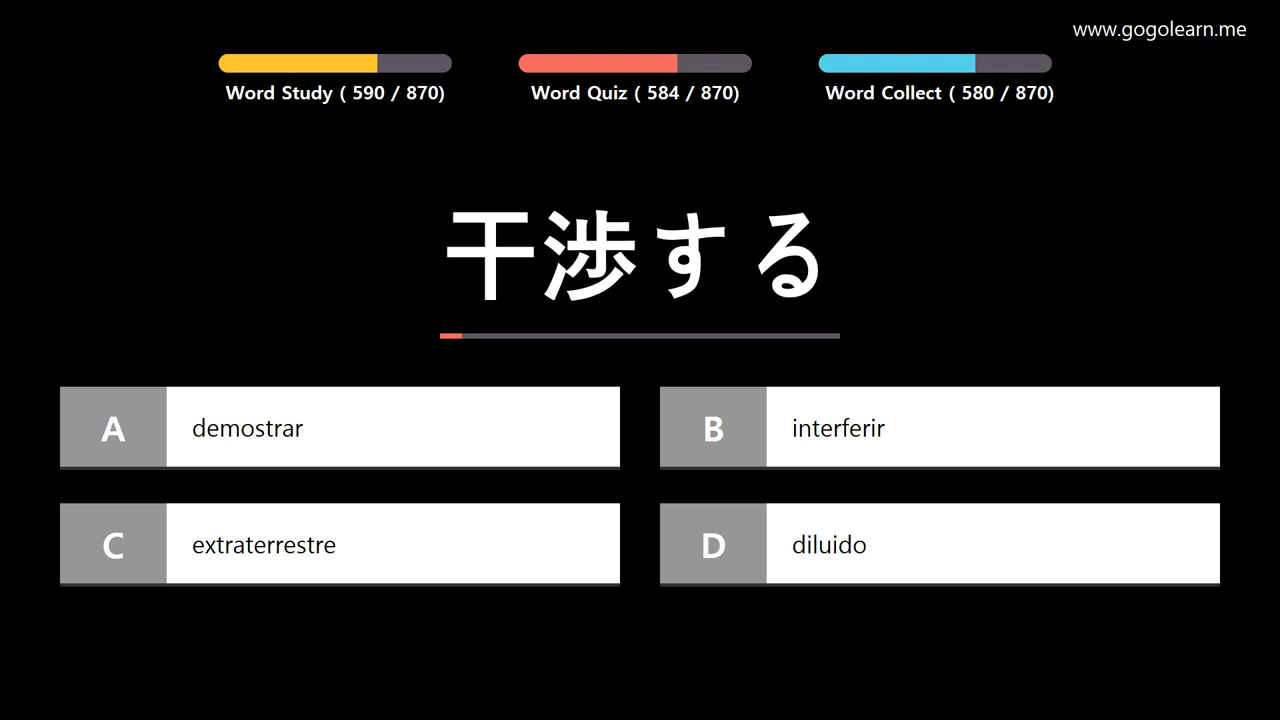 www.gogolearn.me
Word Study ( 590 / 870)
Word Quiz ( 584 / 870)
Word Collect ( 580 / 870)
干渉する
A demostrar
B interferir
C extraterrestre
D diluido